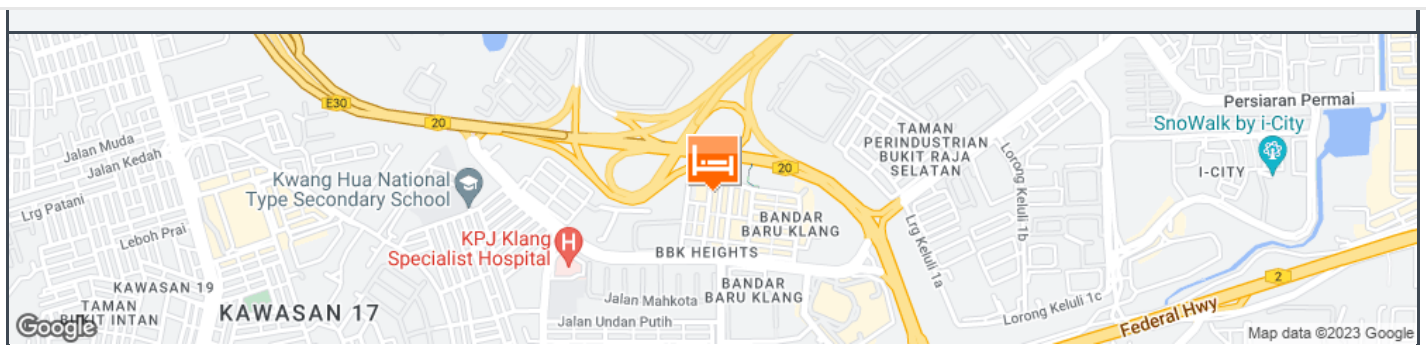 E30
20
Jalan Muda
Jalan Kedah
Lrg Patani
Leboh Prai
Kwang Hua National
Type Secondary School
KPJ Klang
Specialist Hospital
H
KAWASAN 19
TAMAN
BUKIT INTAN
KAWASAN 17
Jalan Mahkota
Jalan Undan Putih
BBK HEIGHTS
BANDAR
BARU KLANG
BANDAR
BARU KLANG
20
TAMAN
PERINDUSTRIAN
BUKIT RAJA
SELATAN
Lorong Keluli 1b
Lrg Keluli 1a
Lorong Keluli 1c
Persiaran Permai
SnoWalk by i-City
I-CITY
2
Federal Hwy
Google
Map data ©2023 Google